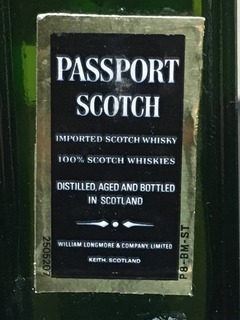 PASSPORT
SCOTCH
IMPORTED SCOTCH WHISKY
100% SCOTCH WHISKIES
DISTILLED, AGED AND BOTTLED
IN SCOTLAND
WILLIAM LONGMORE & COMPANY, LIMITED
KEITH, SCOTLAND
2506207
P8-BM-ST